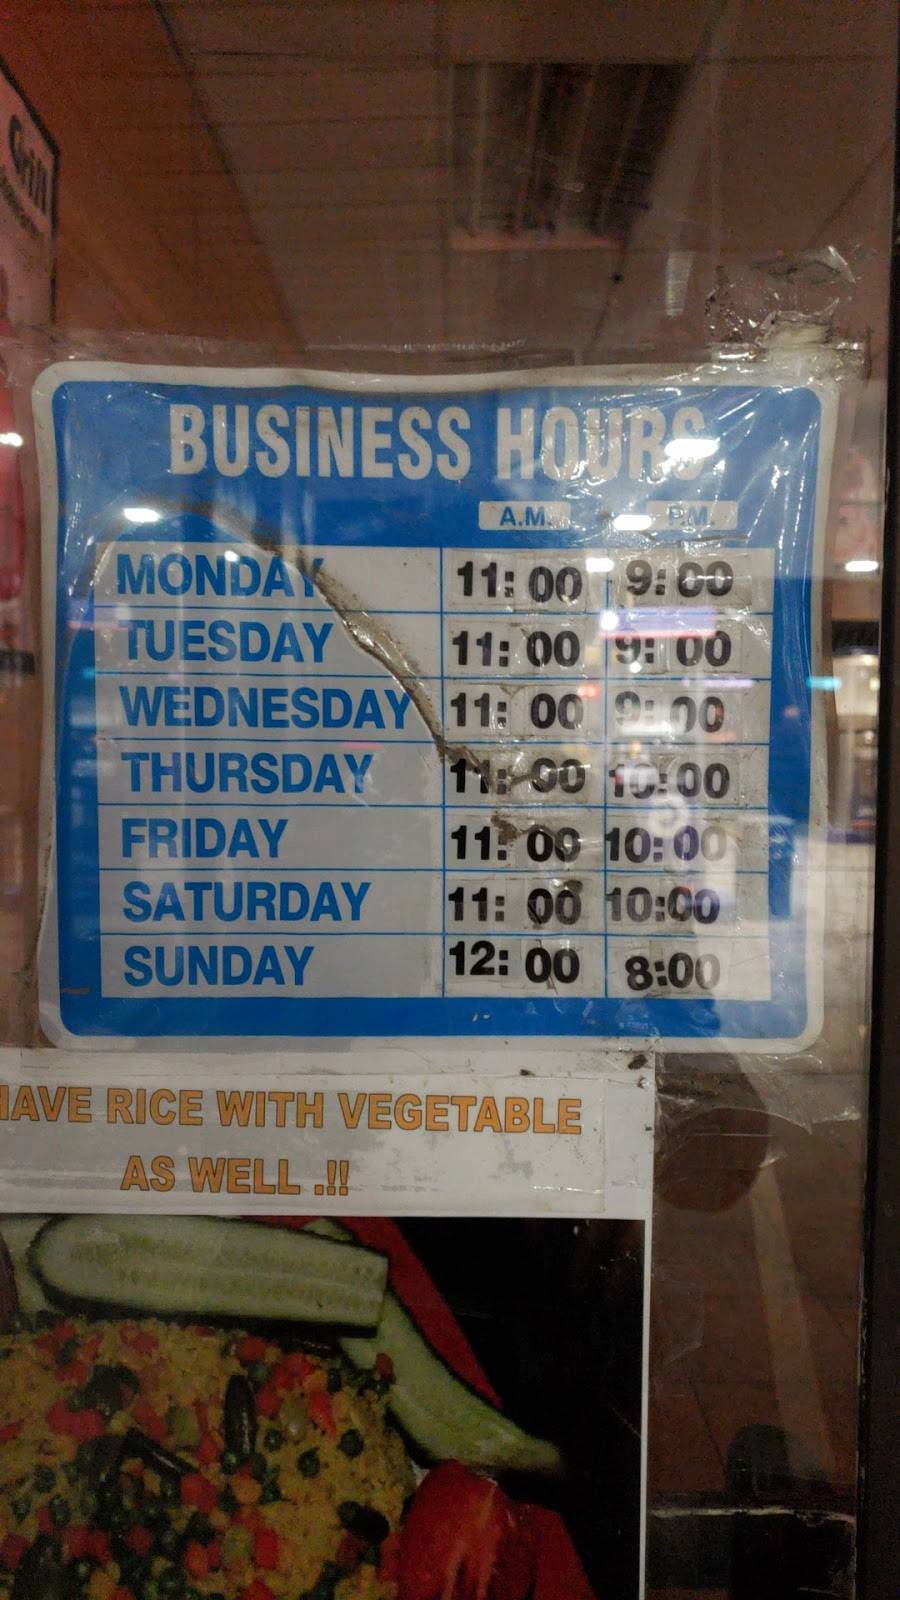 Grill
BUSINESS HOURS
A.M. P.M.
MONDAY 11: 00 9: 00
TUESDAY 11: 00 9: 00
WEDNESDAY 11: 00 9: 00
THURSDAY 11: 00 10:00
FRIDAY 11: 00 10:00
SATURDAY 11: 00 10:00
SUNDAY 12: 00 8:00
HAVE RICE WITH VEGETABLE
AS WELL .!!